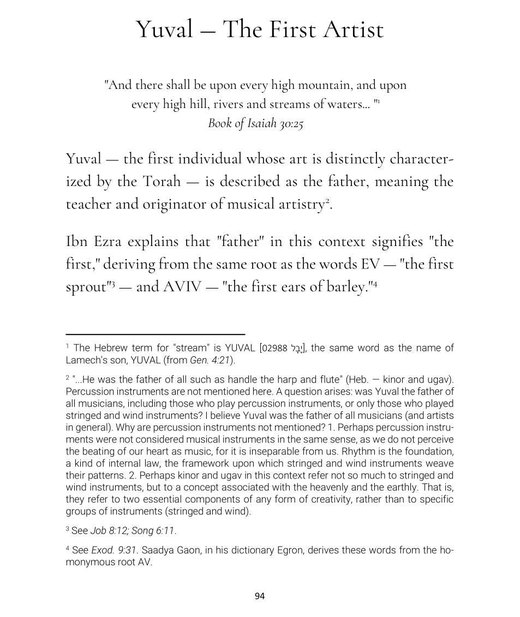 Yuval — The First Artist
"And there shall be upon every high mountain, and upon
every high hill, rivers and streams of waters... "¹
Book of Isaiah 30:25
Yuval — the first individual whose art is distinctly character-
ized by the Torah — is described as the father, meaning the
teacher and originator of musical artistry².
Ibn Ezra explains that "father" in this context signifies "the
first," deriving from the same root as the words EV — "the first
sprout"³ — and AVIV — "the first ears of barley."⁴
¹ The Hebrew term for "stream" is YUVAL [02988 יָבָל], the same word as the name of
Lamech's son, YUVAL (from Gen. 4:21).
² "...He was the father of all such as handle the harp and flute" (Heb. — kinor and ugav).
Percussion instruments are not mentioned here. A question arises: was Yuval the father of
all musicians, including those who play percussion instruments, or only those who played
stringed and wind instruments? I believe Yuval was the father of all musicians (and artists
in general). Why are percussion instruments not mentioned? 1. Perhaps percussion instru-
ments were not considered musical instruments in the same sense, as we do not perceive
the beating of our heart as music, for it is inseparable from us. Rhythm is the foundation,
a kind of internal law, the framework upon which stringed and wind instruments weave
their patterns. 2. Perhaps kinor and ugav in this context refer not so much to stringed and
wind instruments, but to a concept associated with the heavenly and the earthly. That is,
they refer to two essential components of any form of creativity, rather than to specific
groups of instruments (stringed and wind).
³ See Job 8:12; Song 6:11.
⁴ See Exod. 9:31. Saadya Gaon, in his dictionary Egron, derives these words from the ho-
monymous root AV.
94